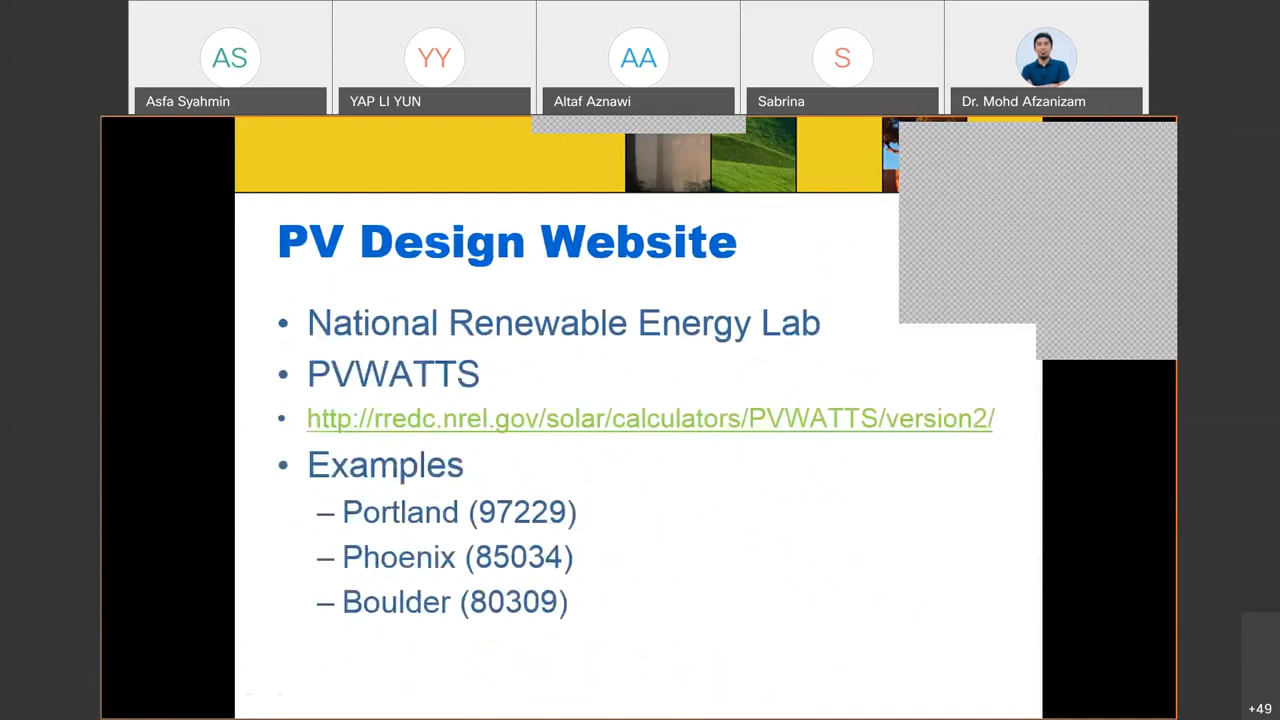 AS
YY
AA
S
Asfa Syahmin
YAP LI YUN
Altaf Aznawi
Sabrina
Dr. Mohd Afzanizam
PV Design Website
• National Renewable Energy Lab
• PVWATTS
• http://rredc.nrel.gov/solar/calculators/PVWATTS/version2/
• Examples
– Portland (97229)
– Phoenix (85034)
– Boulder (80309)
+49